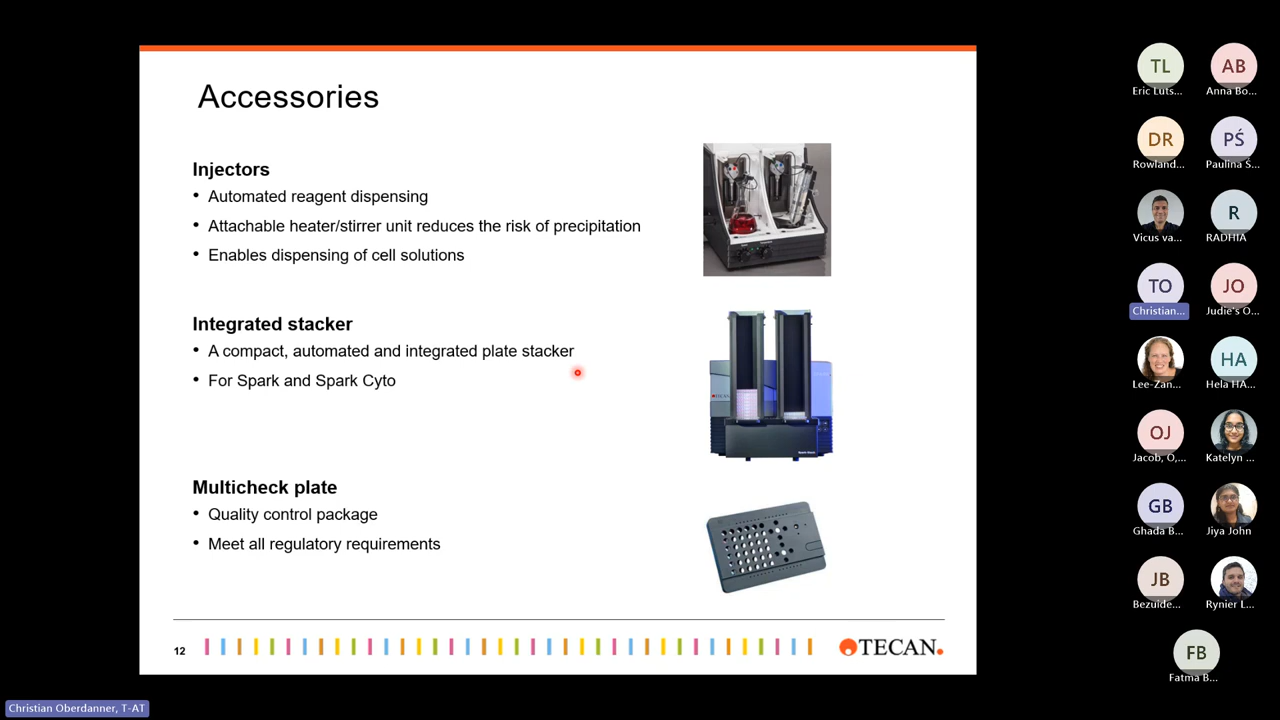 Accessories
Injectors
• Automated reagent dispensing
• Attachable heater/stirrer unit reduces the risk of precipitation
• Enables dispensing of cell solutions
Integrated stacker
• A compact, automated and integrated plate stacker
• For Spark and Spark Cyto
TECAN
Multicheck plate
• Quality control package
• Meet all regulatory requirements
12
TECAN.
TL
Eric Luts...
AB
Anna Bo...
DR
Rowland...
PŚ
Paulina Ś...
Vicus va...
R
RADHIA
TO
Christian...
JO
Judie's O...
Lee-Zan...
HA
Hela HA...
OJ
Jacob, O,...
Katelyn ...
GB
Ghada B...
Jiya John
JB
Bezuide...
Rynier L...
FB
Fatma B...
Christian Oberdanner, T-AT